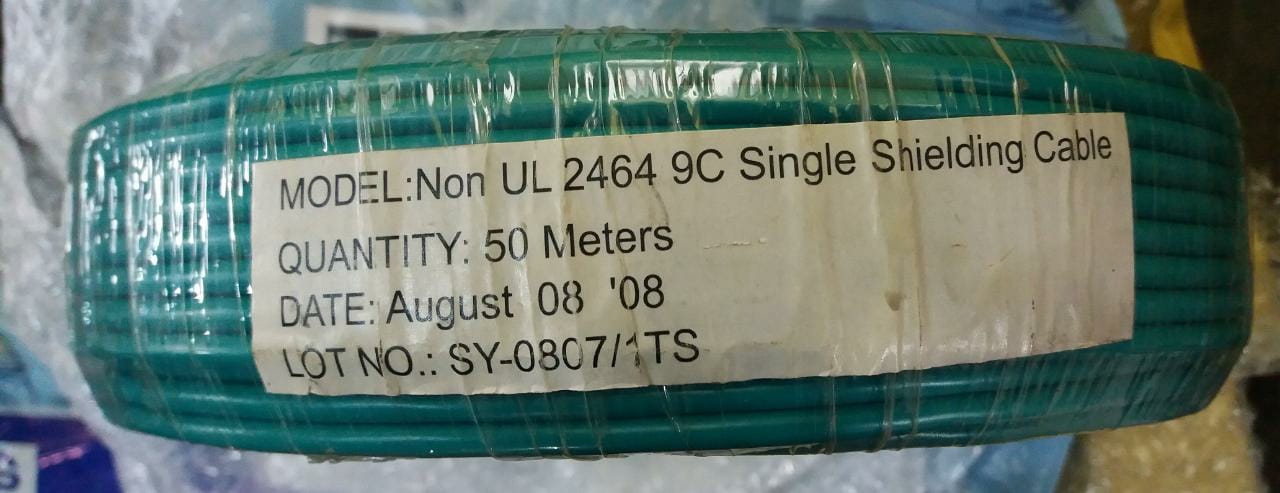 MODEL:Non UL 2464 9C Single Shielding Cable
QUANTITY: 50 Meters
DATE: August 08 '08
LOT NO.: SY-0807/1TS
S